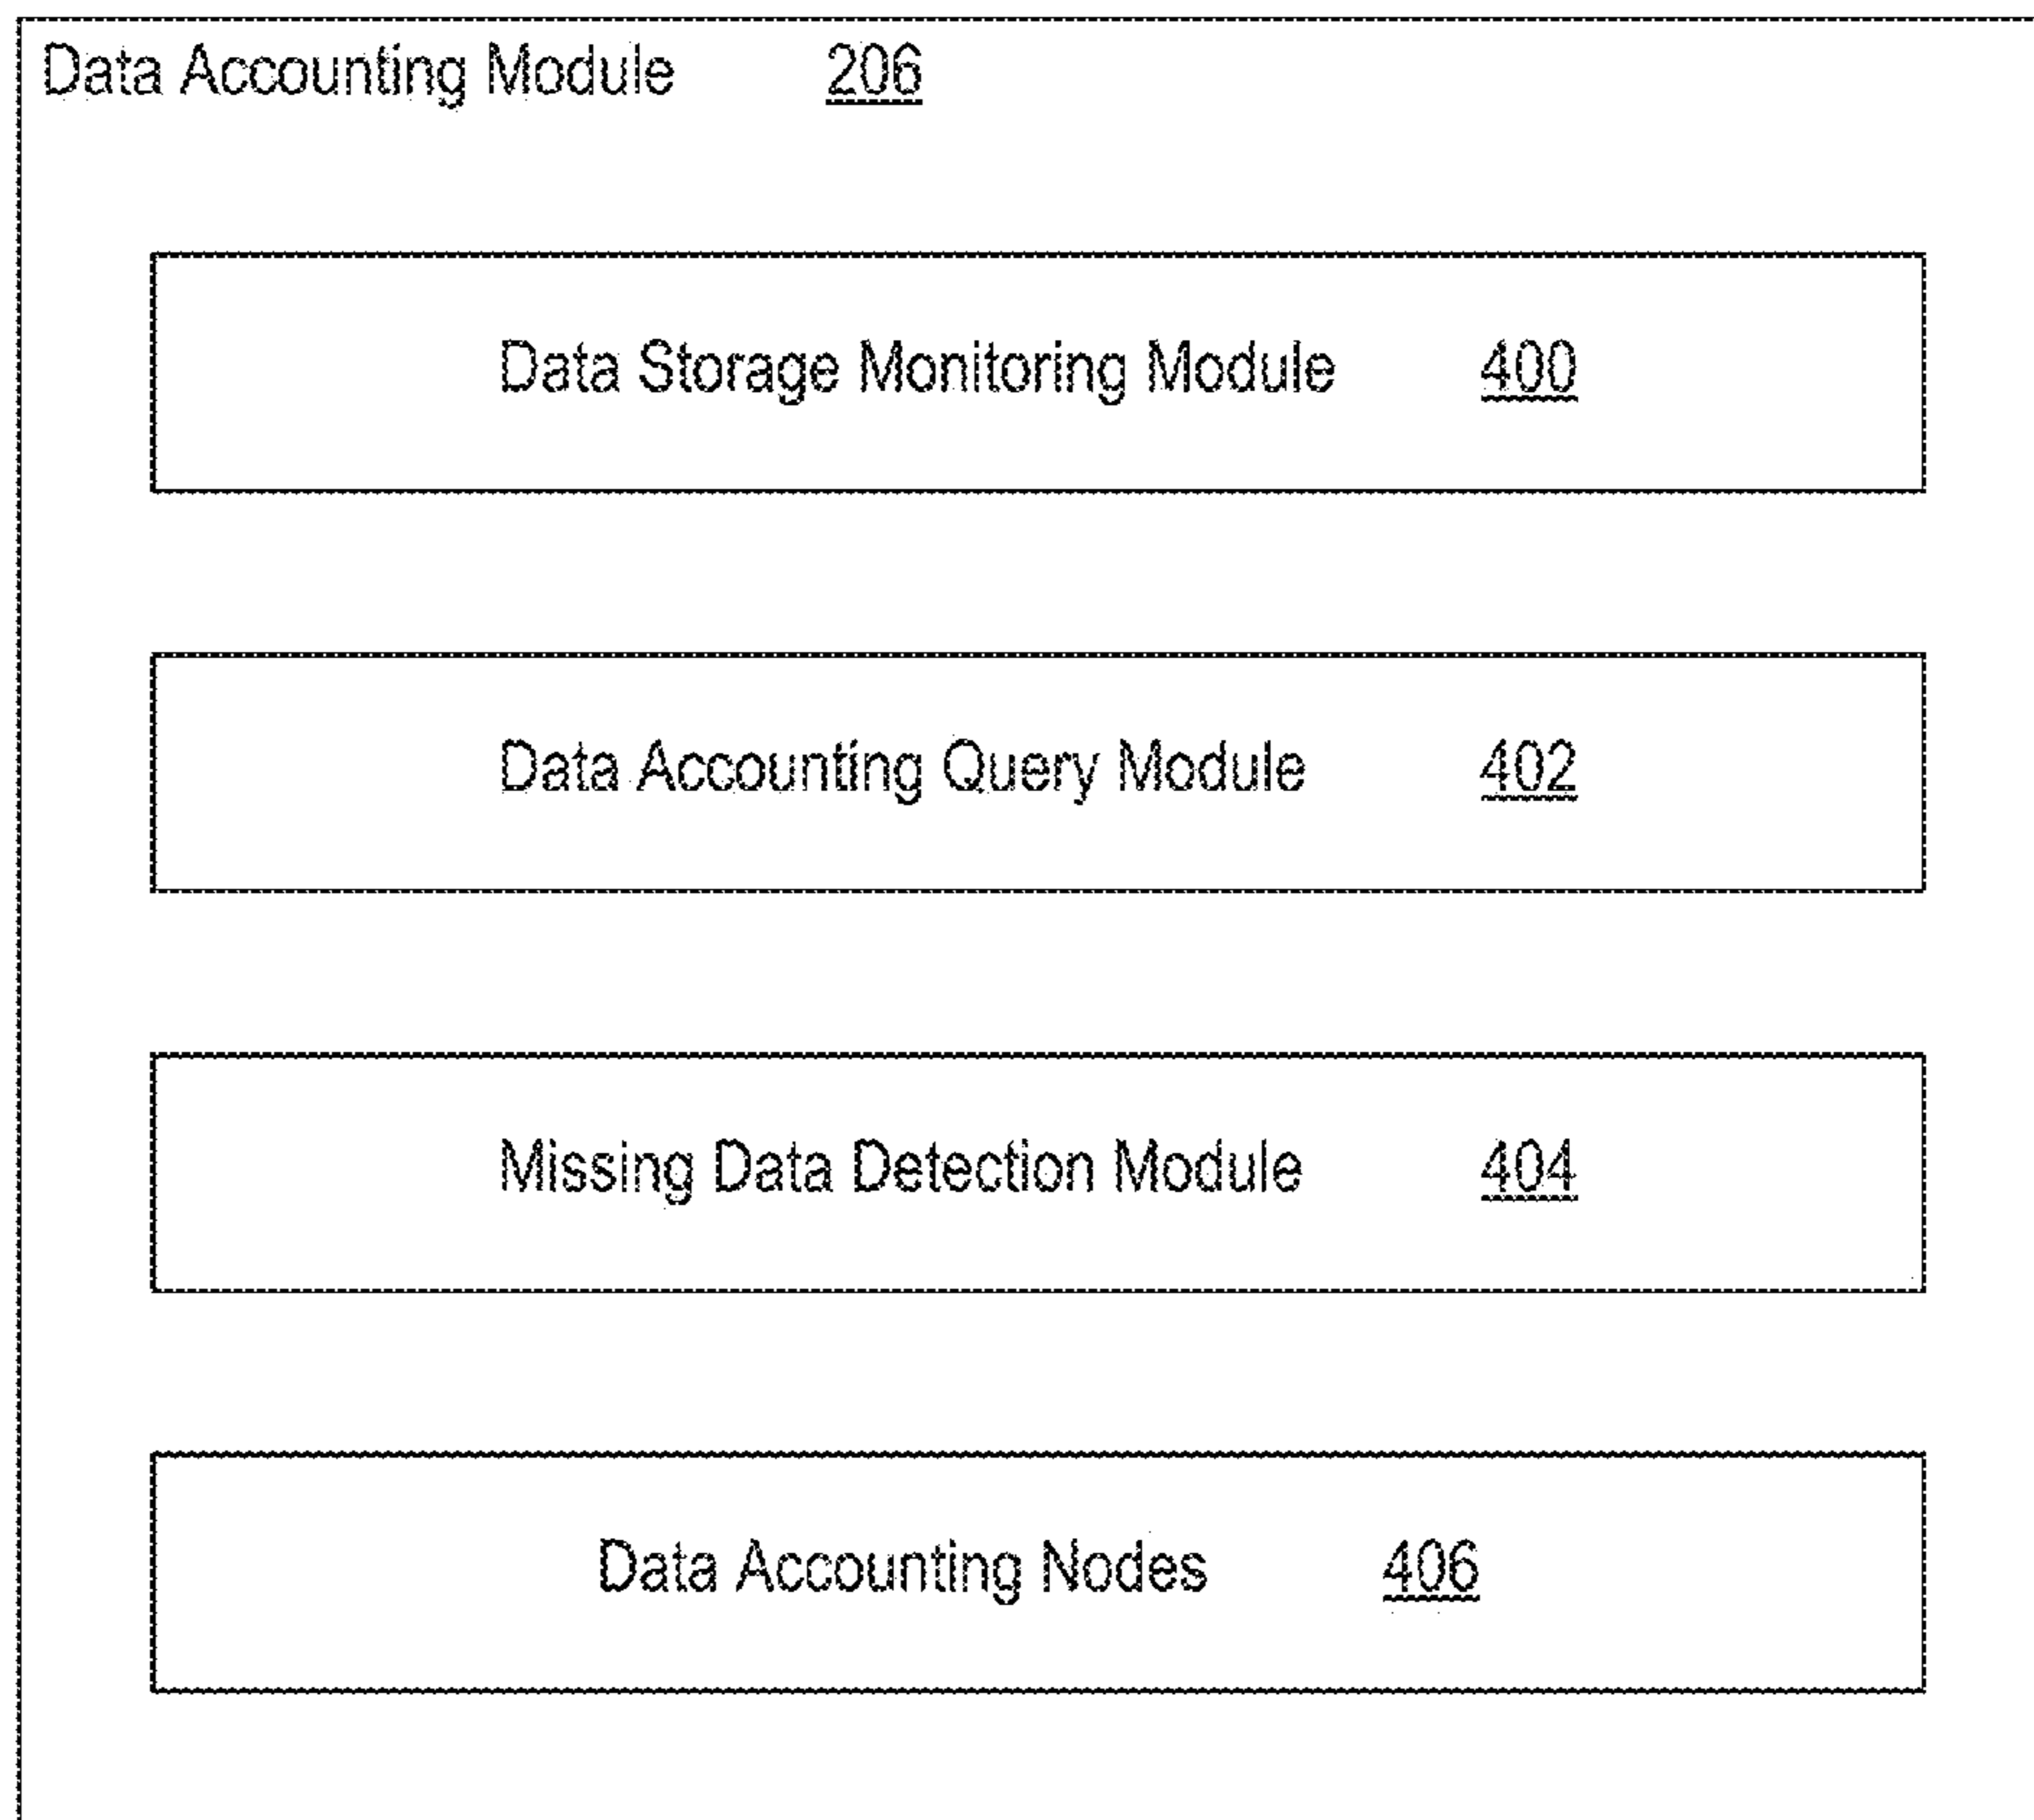 Data Accounting Module 206
Data Storage Monitoring Module 400
Data Accounting Query Module 402
Missing Data Detection Module 404
Data Accounting Nodes 406